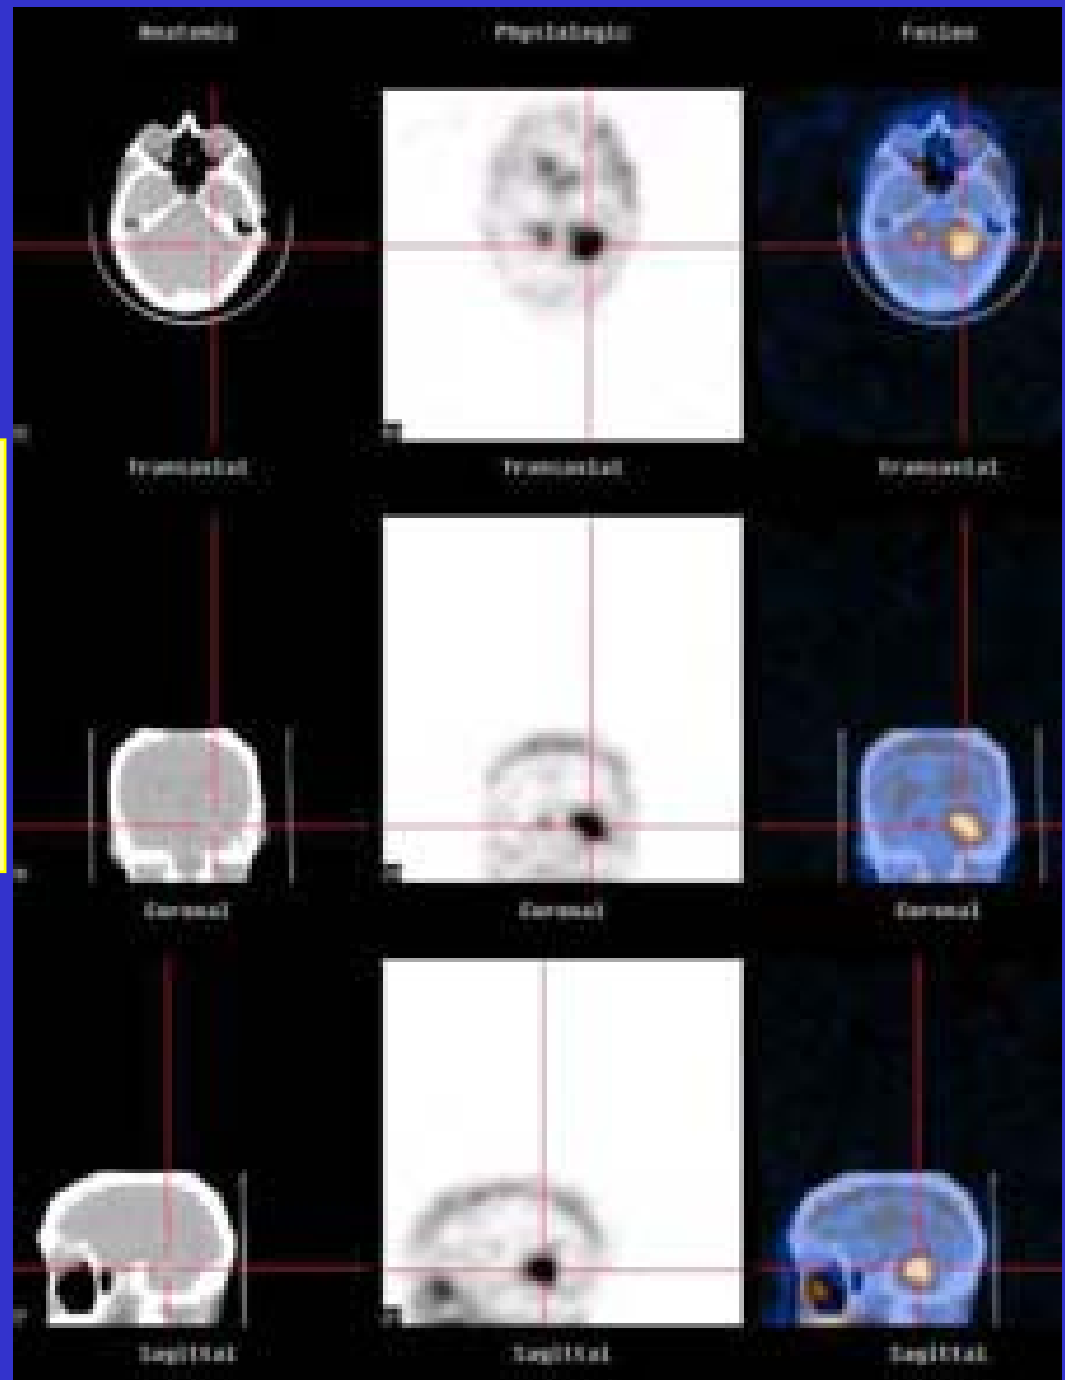 Anatomic Physiologic Fusion
Transaxial Transaxial Transaxial
Coronal Coronal Coronal
Sagittal Sagittal Sagittal